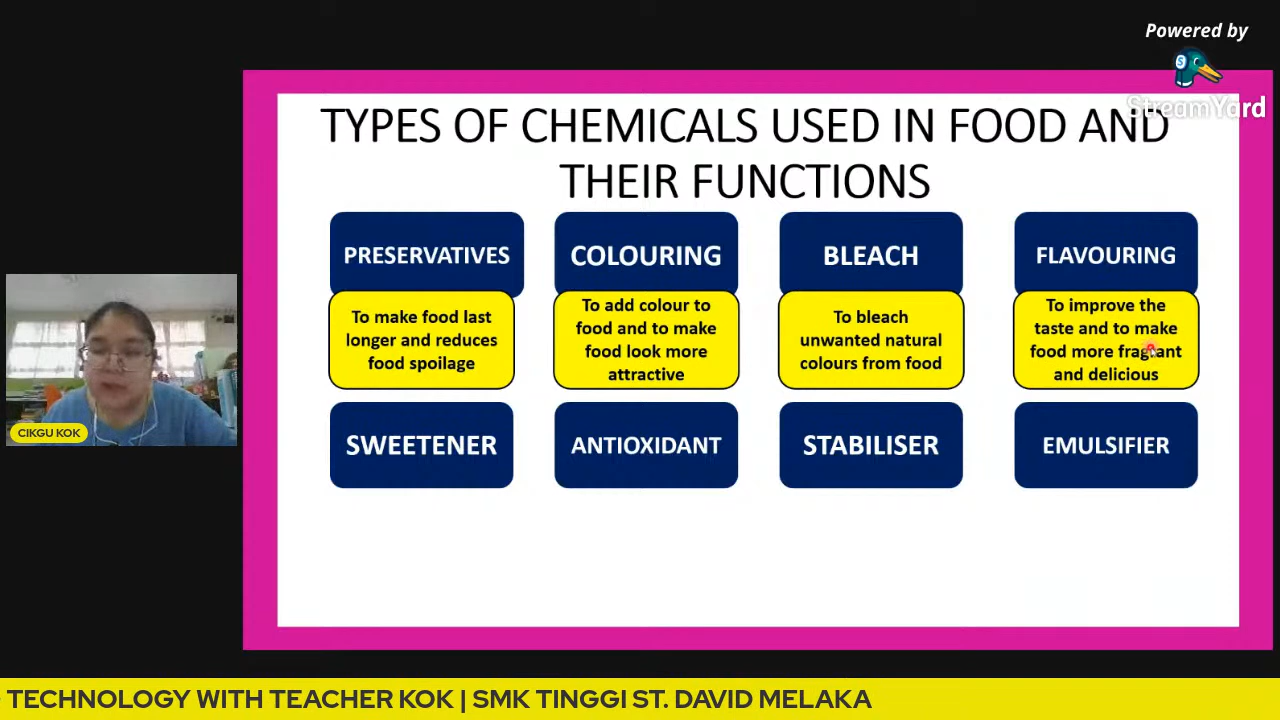 Powered by
StreamYard
TYPES OF CHEMICALS USED IN FOOD AND
THEIR FUNCTIONS
PRESERVATIVES
COLOURING
BLEACH
FLAVOURING
To make food last
longer and reduces
food spoilage
To add colour to
food and to make
food look more
attractive
To bleach
unwanted natural
colours from food
To improve the
taste and to make
food more fragrant
and delicious
SWEETENER
ANTIOXIDANT
STABILISER
EMULSIFIER
CIKGU KOK
TECHNOLOGY WITH TEACHER KOK | SMK TINGGI ST. DAVID MELAKA